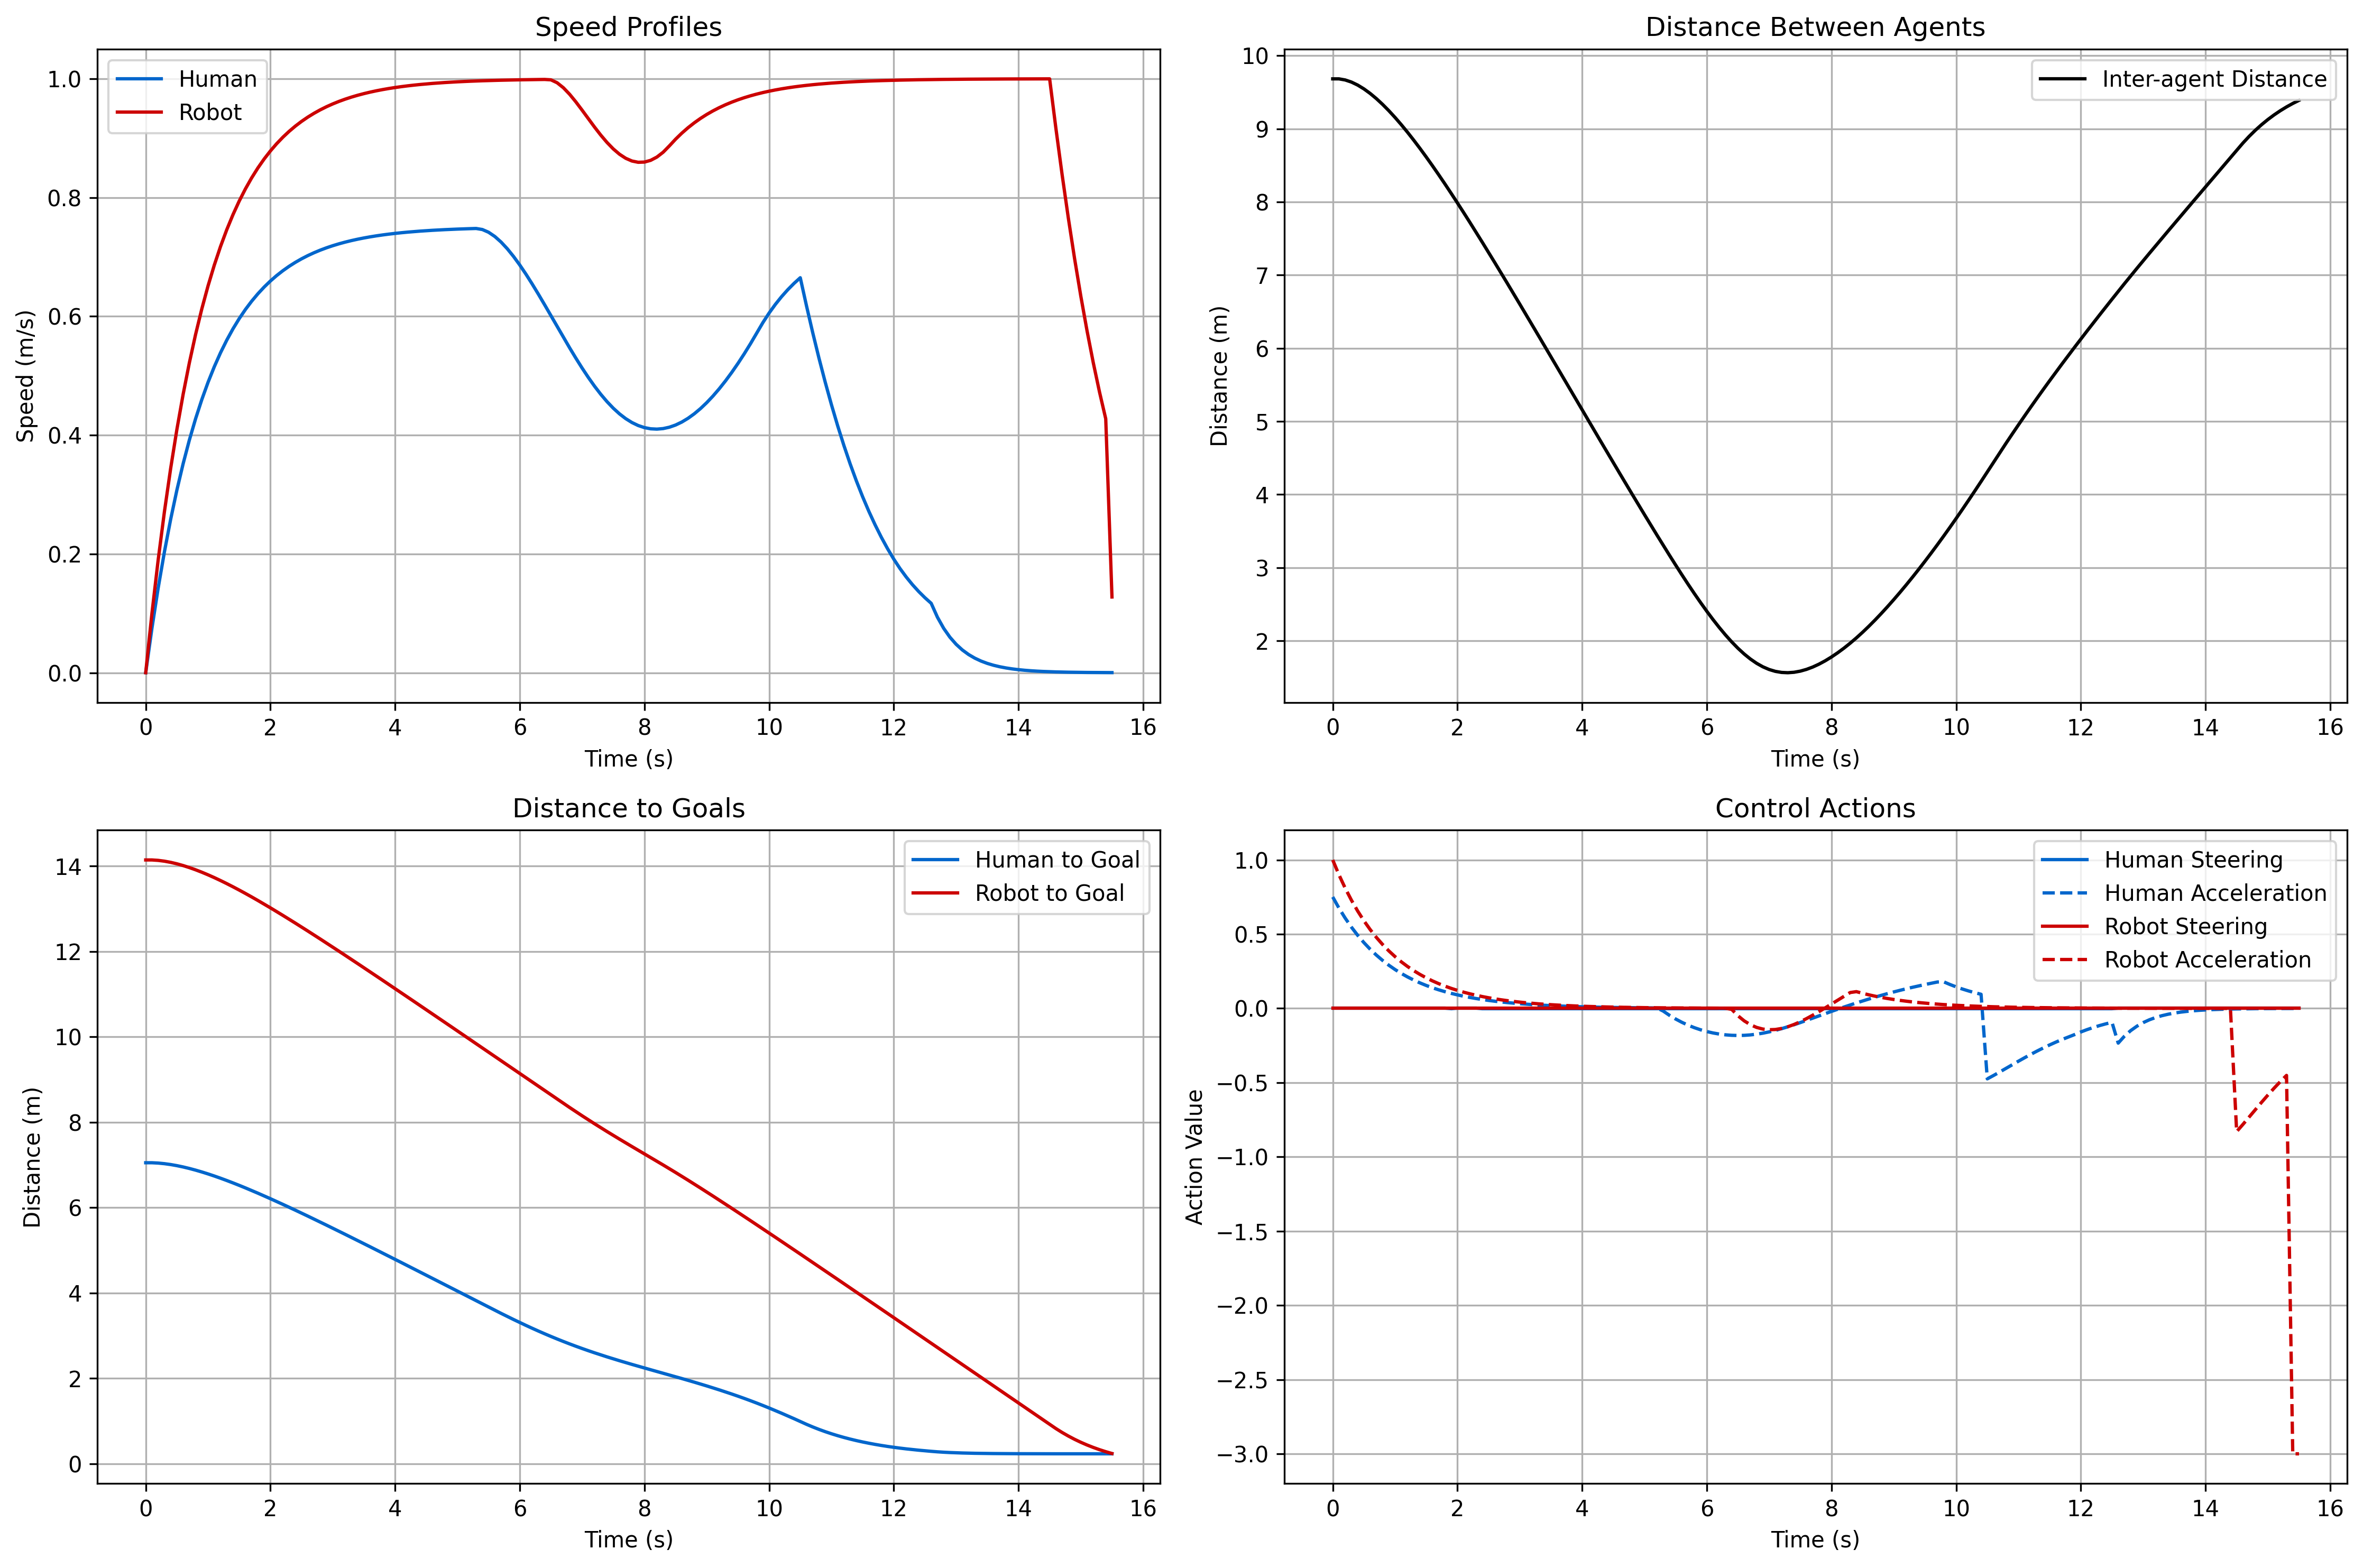 Speed Profiles
Human
Robot
Speed (m/s)
1.0
0.8
0.6
0.4
0.2
0.0
0 2 4 6 8 10 12 14 16
Time (s)
Distance Between Agents
Inter-agent Distance
Distance (m)
10
9
8
7
6
5
4
3
2
0 2 4 6 8 10 12 14 16
Time (s)
Distance to Goals
Human to Goal
Robot to Goal
Distance (m)
14
12
10
8
6
4
2
0
0 2 4 6 8 10 12 14 16
Time (s)
Control Actions
Human Steering
Human Acceleration
Robot Steering
Robot Acceleration
Action Value
1.0
0.5
0.0
−0.5
−1.0
−1.5
−2.0
−2.5
−3.0
0 2 4 6 8 10 12 14 16
Time (s)